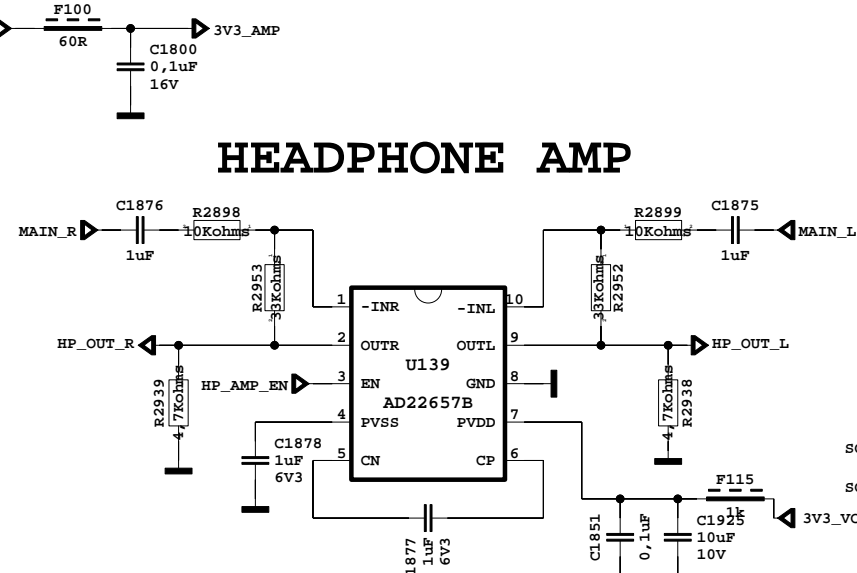 F100
60R
3V3_AMP
C1800
0,1uF
16V
HEADPHONE AMP
C1876
R2898
R2899
C1875
MAIN_R
10Kohms
10Kohms
MAIN_L
1uF
1uF
R2953
33Kohms
33Kohms
R2952
1
-INR
-INL
10
HP_OUT_R
2
OUTR
OUTL
9
HP_OUT_L
U139
R2939
4,7Kohms
HP_AMP_EN
3
EN
GND
8
4,7Kohms
R2938
AD22657B
4
PVSS
PVDD
7
C1878
1uF
6V3
5
CN
CP
6
F115
1k
1877
1uF
6V3
C1851
0,1uF
C1925
10uF
10V
3V3_VC